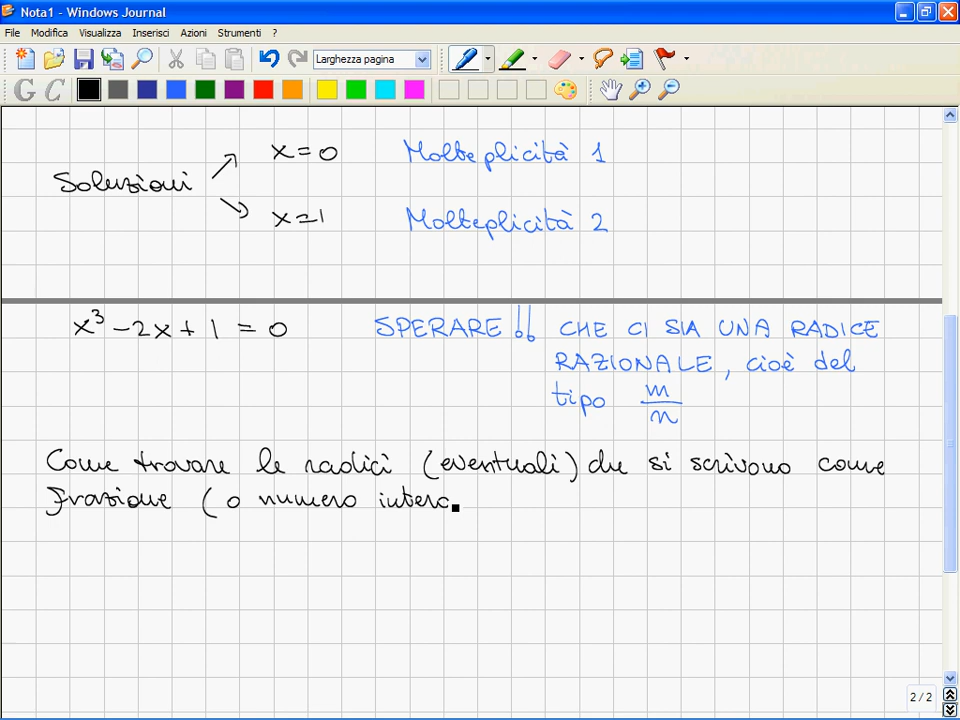 Nota1 - Windows Journal
File Modifica Visualizza Inserisci Azioni Strumenti ?
Larghezza pagina
G C
x=0 Molteplicità 1
Soluzioni
x=1 Molteplicità 2
x³-2x+1=0 SPERARE!! CHE CI SIA UNA RADICE
RAZIONALE, cioè del
tipo m/n
Come trovare le radici (eventuali) che si scrivono come
frazione (o numero intero
2 / 2